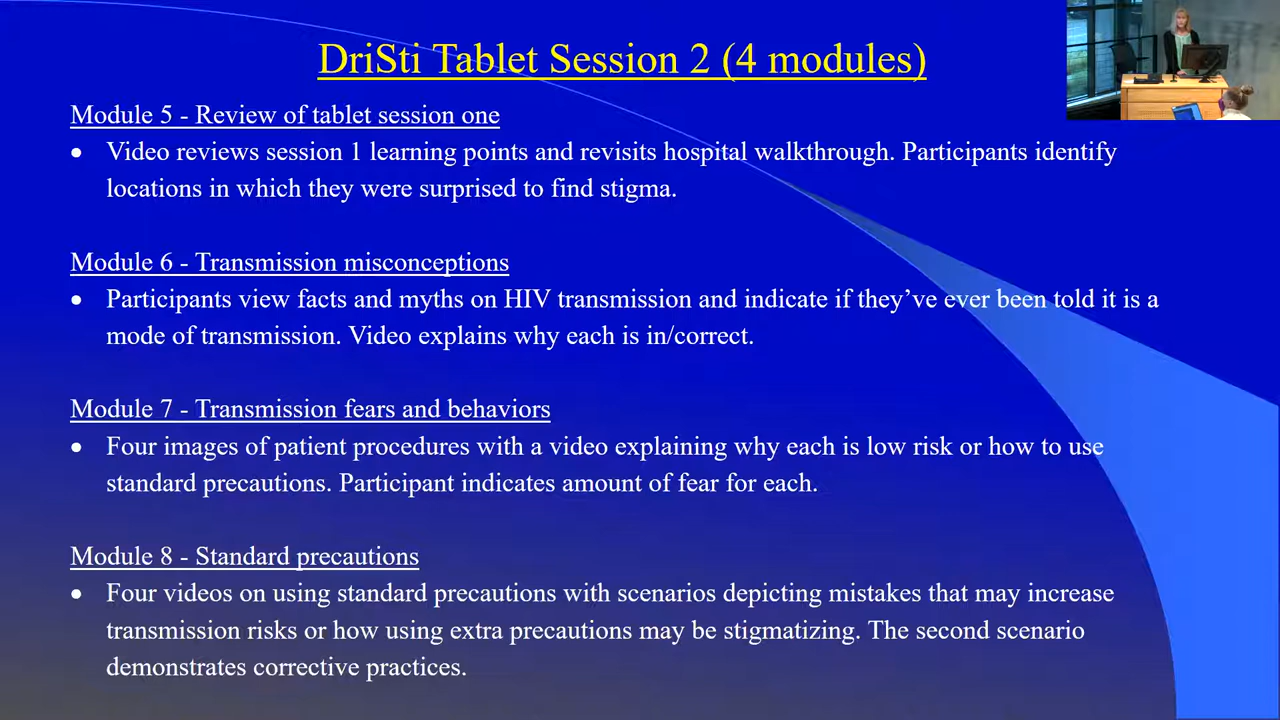 DriSti Tablet Session 2 (4 modules)
Module 5 - Review of tablet session one
• Video reviews session 1 learning points and revisits hospital walkthrough. Participants identify
locations in which they were surprised to find stigma.
Module 6 - Transmission misconceptions
• Participants view facts and myths on HIV transmission and indicate if they’ve ever been told it is a
mode of transmission. Video explains why each is in/correct.
Module 7 - Transmission fears and behaviors
• Four images of patient procedures with a video explaining why each is low risk or how to use
standard precautions. Participant indicates amount of fear for each.
Module 8 - Standard precautions
• Four videos on using standard precautions with scenarios depicting mistakes that may increase
transmission risks or how using extra precautions may be stigmatizing. The second scenario
demonstrates corrective practices.